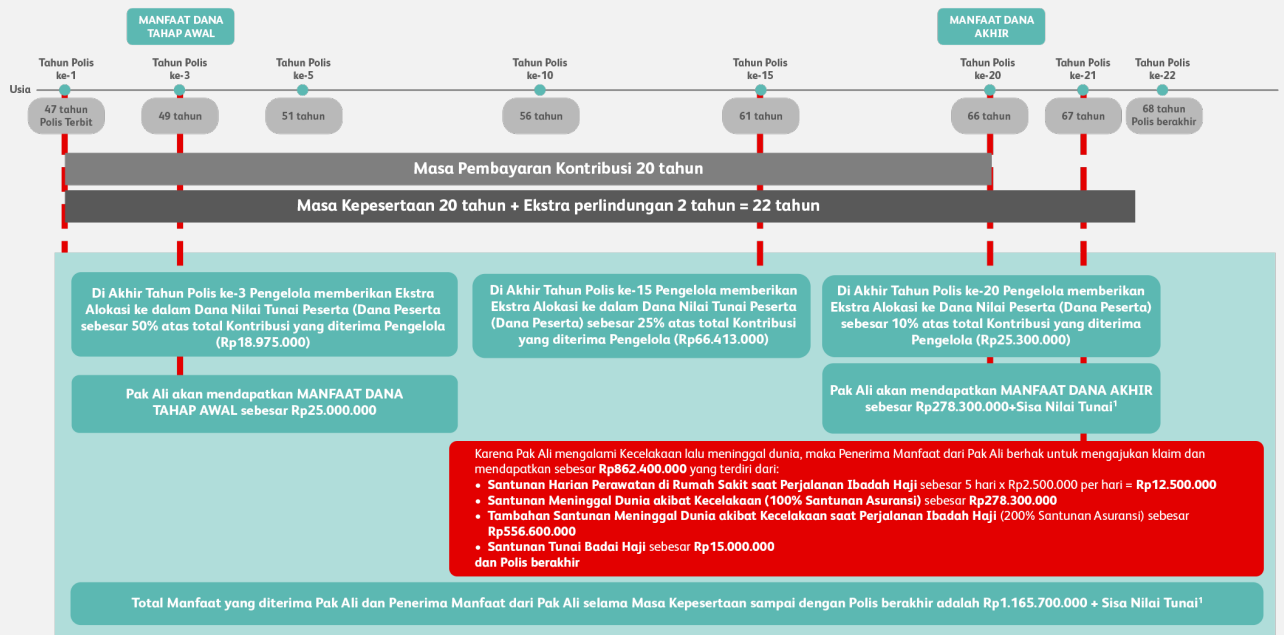 MANFAAT DANA
TAHAP AWAL
MANFAAT DANA
AKHIR
Tahun Polis
ke-1
Tahun Polis
ke-3
Tahun Polis
ke-5
Tahun Polis
ke-10
Tahun Polis
ke-15
Tahun Polis
ke-20
Tahun Polis
ke-21
Tahun Polis
ke-22
Usia
47 tahun
Polis Terbit
49 tahun
51 tahun
56 tahun
61 tahun
66 tahun
67 tahun
68 tahun
Polis berakhir
Masa Pembayaran Kontribusi 20 tahun
Masa Kepesertaan 20 tahun + Ekstra perlindungan 2 tahun = 22 tahun
Di Akhir Tahun Polis ke-3 Pengelola memberikan Ekstra
Alokasi ke dalam Dana Nilai Tunai Peserta (Dana Peserta
sebesar 50% atas total Kontribusi yang diterima Pengelola
(Rp18.975.000)
Di Akhir Tahun Polis ke-15 Pengelola memberikan
Ekstra Alokasi ke dalam Dana Nilai Tunai Peserta
(Dana Peserta) sebesar 25% atas total Kontribusi
yang diterima Pengelola (Rp66.413.000)
Di Akhir Tahun Polis ke-20 Pengelola memberikan
Ekstra Alokasi ke Dana Nilai Peserta (Dana Peserta)
sebesar 10% atas total Kontribusi yang diterima
Pengelola (Rp25.300.000)
Pak Ali akan mendapatkan MANFAAT DANA
TAHAP AWAL sebesar Rp25.000.000
Pak Ali akan mendapatkan MANFAAT DANA AKHIR
sebesar Rp278.300.000+Sisa Nilai Tunai¹
Karena Pak Ali mengalami Kecelakaan lalu meninggal dunia, maka Penerima Manfaat dari Pak Ali berhak untuk mengajukan klaim dan
mendapatkan sebesar Rp862.400.000 yang terdiri dari:
• Santunan Harian Perawatan di Rumah Sakit saat Perjalanan Ibadah Haji sebesar 5 hari x Rp2.500.000 per hari = Rp12.500.000
• Santunan Meninggal Dunia akibat Kecelakaan (100% Santunan Asuransi) sebesar Rp278.300.000
• Tambahan Santunan Meninggal Dunia akibat Kecelakaan saat Perjalanan Ibadah Haji (200% Santunan Asuransi) sebesar
Rp556.600.000
• Santunan Tunai Badai Haji sebesar Rp15.000.000
dan Polis berakhir
Total Manfaat yang diterima Pak Ali dan Penerima Manfaat dari Pak Ali selama Masa Kepesertaan sampai dengan Polis berakhir adalah Rp1.165.700.000 + Sisa Nilai Tunai¹